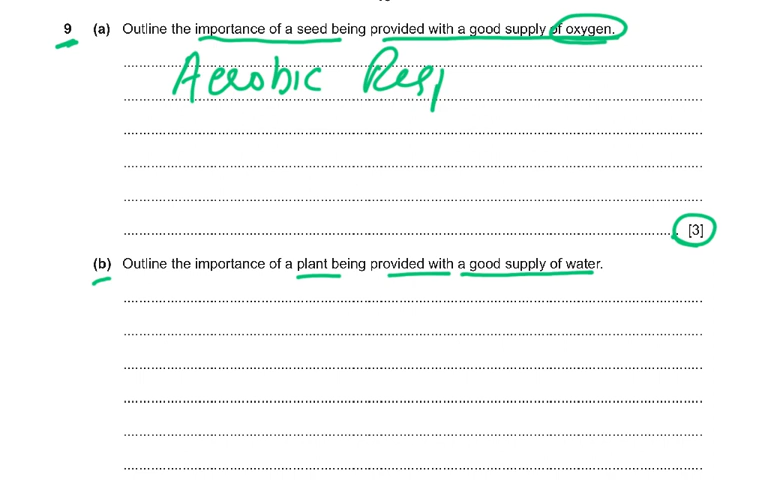 9 (a) Outline the importance of a seed being provided with a good supply of oxygen.
Aerobic Resp
[3]
(b) Outline the importance of a plant being provided with a good supply of water.